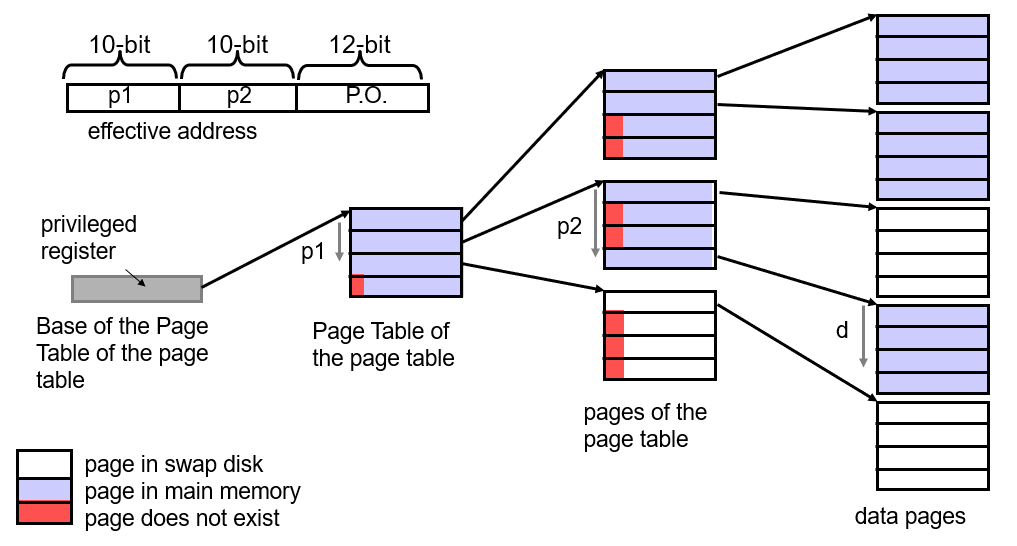 10-bit
10-bit
12-bit
p1
p2
P.O.
effective address
privileged
register
Base of the Page
Table of the page
table
p1
Page Table of
the page table
p2
pages of the
page table
d
data pages
page in swap disk
page in main memory
page does not exist